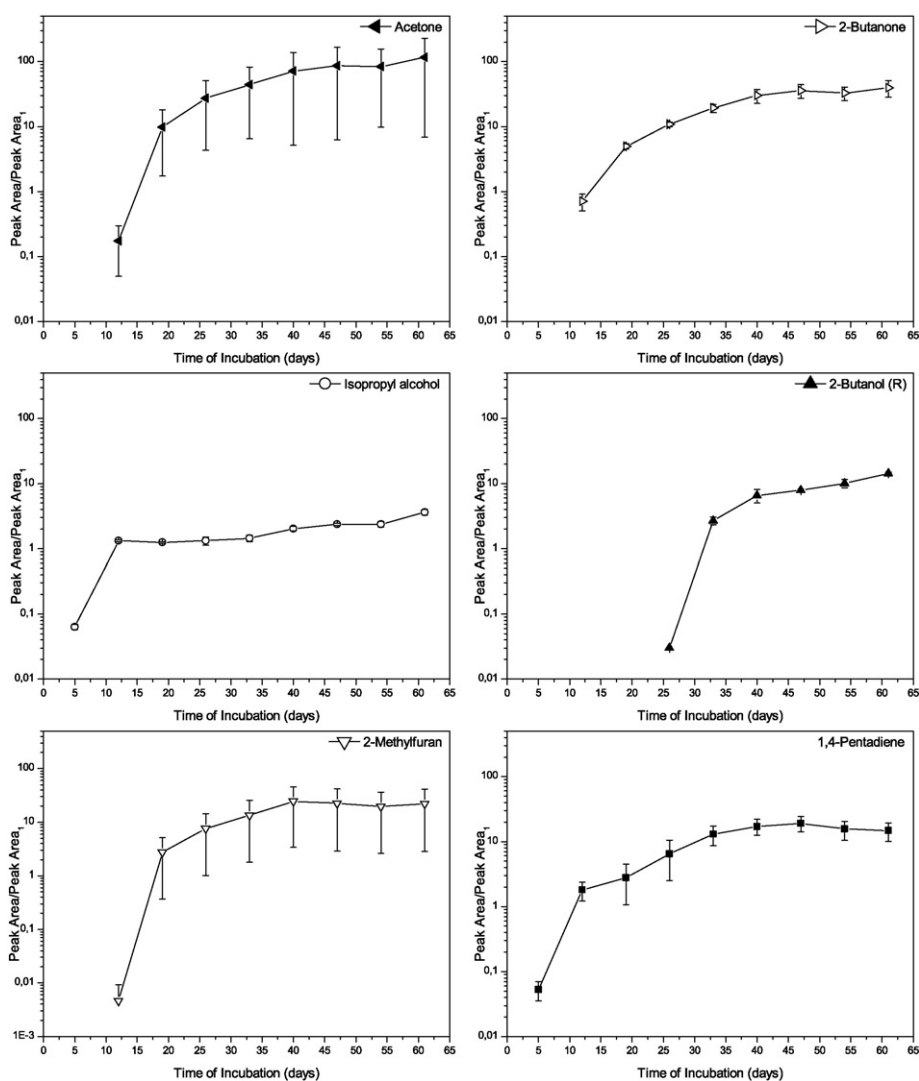 Acetone
100
10
1
0,1
0,01
Peak Area/Peak Area1
0 5 10 15 20 25 30 35 40 45 50 55 60 65
Time of Incubation (days)
2-Butanone
100
10
1
0,1
0,01
Peak Area/Peak Area1
0 5 10 15 20 25 30 35 40 45 50 55 60 65
Time of Incubation (days)
Isopropyl alcohol
100
10
1
0,1
0,01
Peak Area/Peak Area1
0 5 10 15 20 25 30 35 40 45 50 55 60 65
Time of Incubation (days)
2-Butanol (R)
100
10
1
0,1
0,01
Peak Area/Peak Area1
0 5 10 15 20 25 30 35 40 45 50 55 60 65
Time of Incubation (days)
2-Methylfuran
100
10
1
0,1
0,01
1E-3
Peak Area/Peak Area1
0 5 10 15 20 25 30 35 40 45 50 55 60 65
Time of Incubation (days)
1,4-Pentadiene
100
10
1
0,1
0,01
Peak Area/Peak Area1
0 5 10 15 20 25 30 35 40 45 50 55 60 65
Time of Incubation (days)